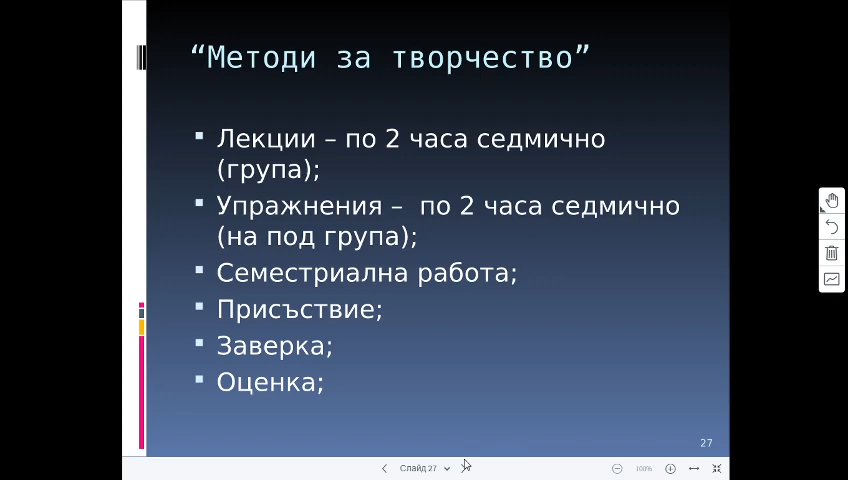 “Методи за творчество”
Лекции – по 2 часа седмично
(група);
Упражнения –  по 2 часа седмично
(на под група);
Семестриална работа;
Присъствие;
Заверка;
Оценка;
27
Слайд 27
100%